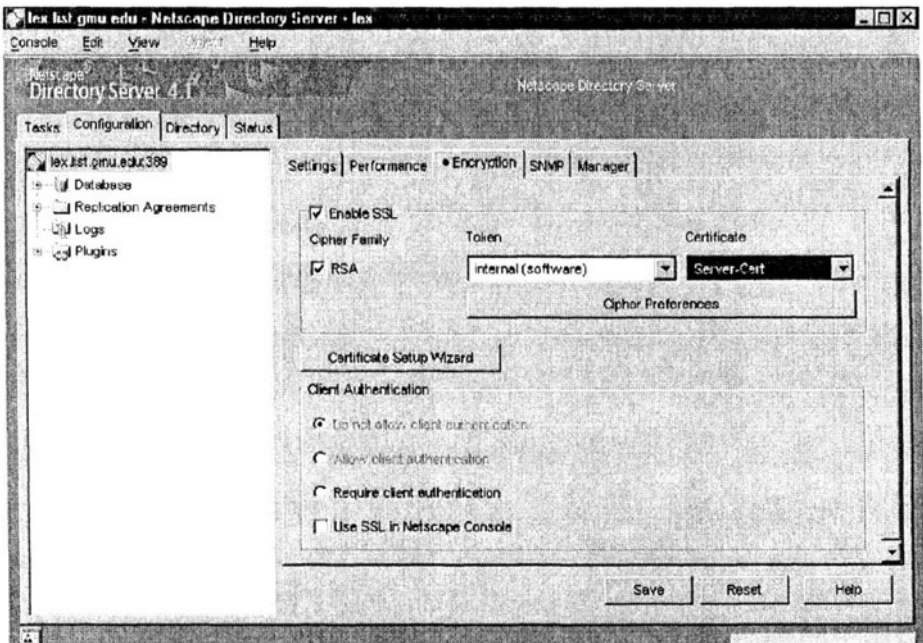 lex.list.gmu.edu - Netscape Directory Server - lex
Console Edit View Object Help
Netscape
Directory Server 4.1
Netscape Directory Server
Tasks Configuration Directory Status
lex.list.gmu.edu:389
Database
Replication Agreements
Logs
Plugins
Settings Performance Encryption SNMP Manager
Enable SSL
Cipher Family Token Certificate
RSA internal (software) Server-Cert
Cipher Preferences
Certificate Setup Wizard
Client Authentication
Do not allow client authentication
Allow client authentication
Require client authentication
Use SSL in Netscape Console
Save Reset Help